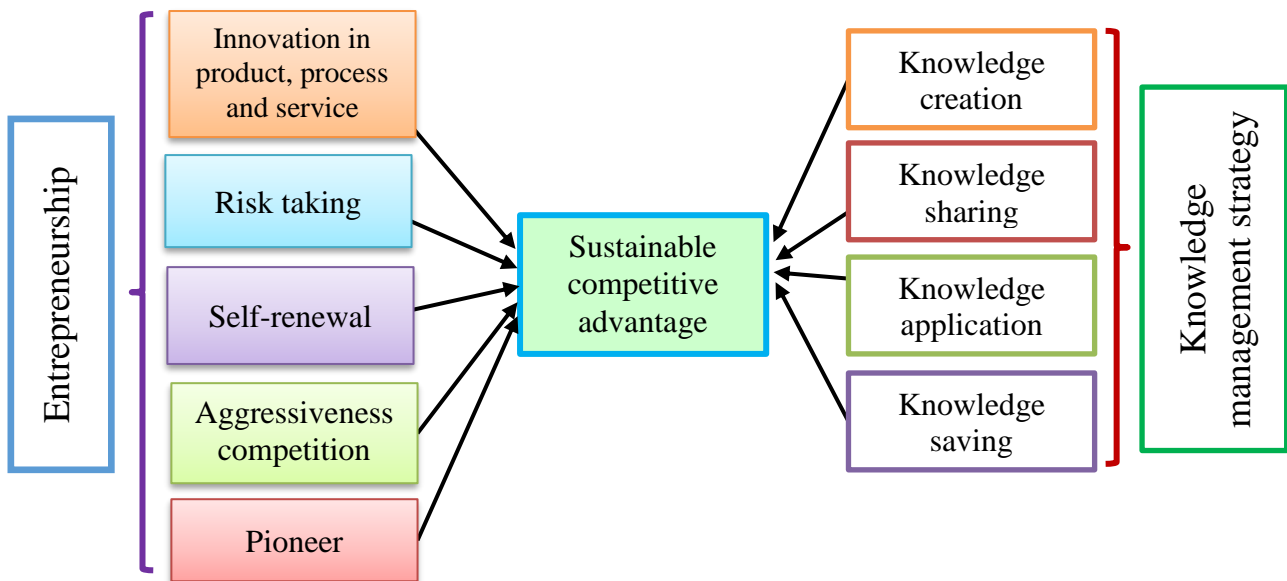 Entrepreneurship
Innovation in
product, process
and service
Risk taking
Self-renewal
Aggressiveness
competition
Pioneer
Sustainable
competitive
advantage
Knowledge
creation
Knowledge
sharing
Knowledge
application
Knowledge
saving
Knowledge
management strategy